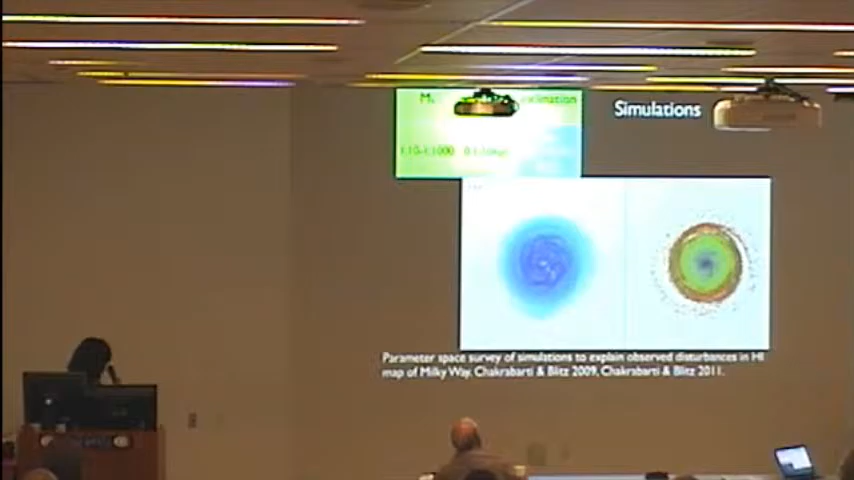 Simulations
Parameter space survey of simulations to explain observed disturbances in HI
map of Milky Way. Chakrabarti & Blitz 2009, Chakrabarti & Blitz 2011.